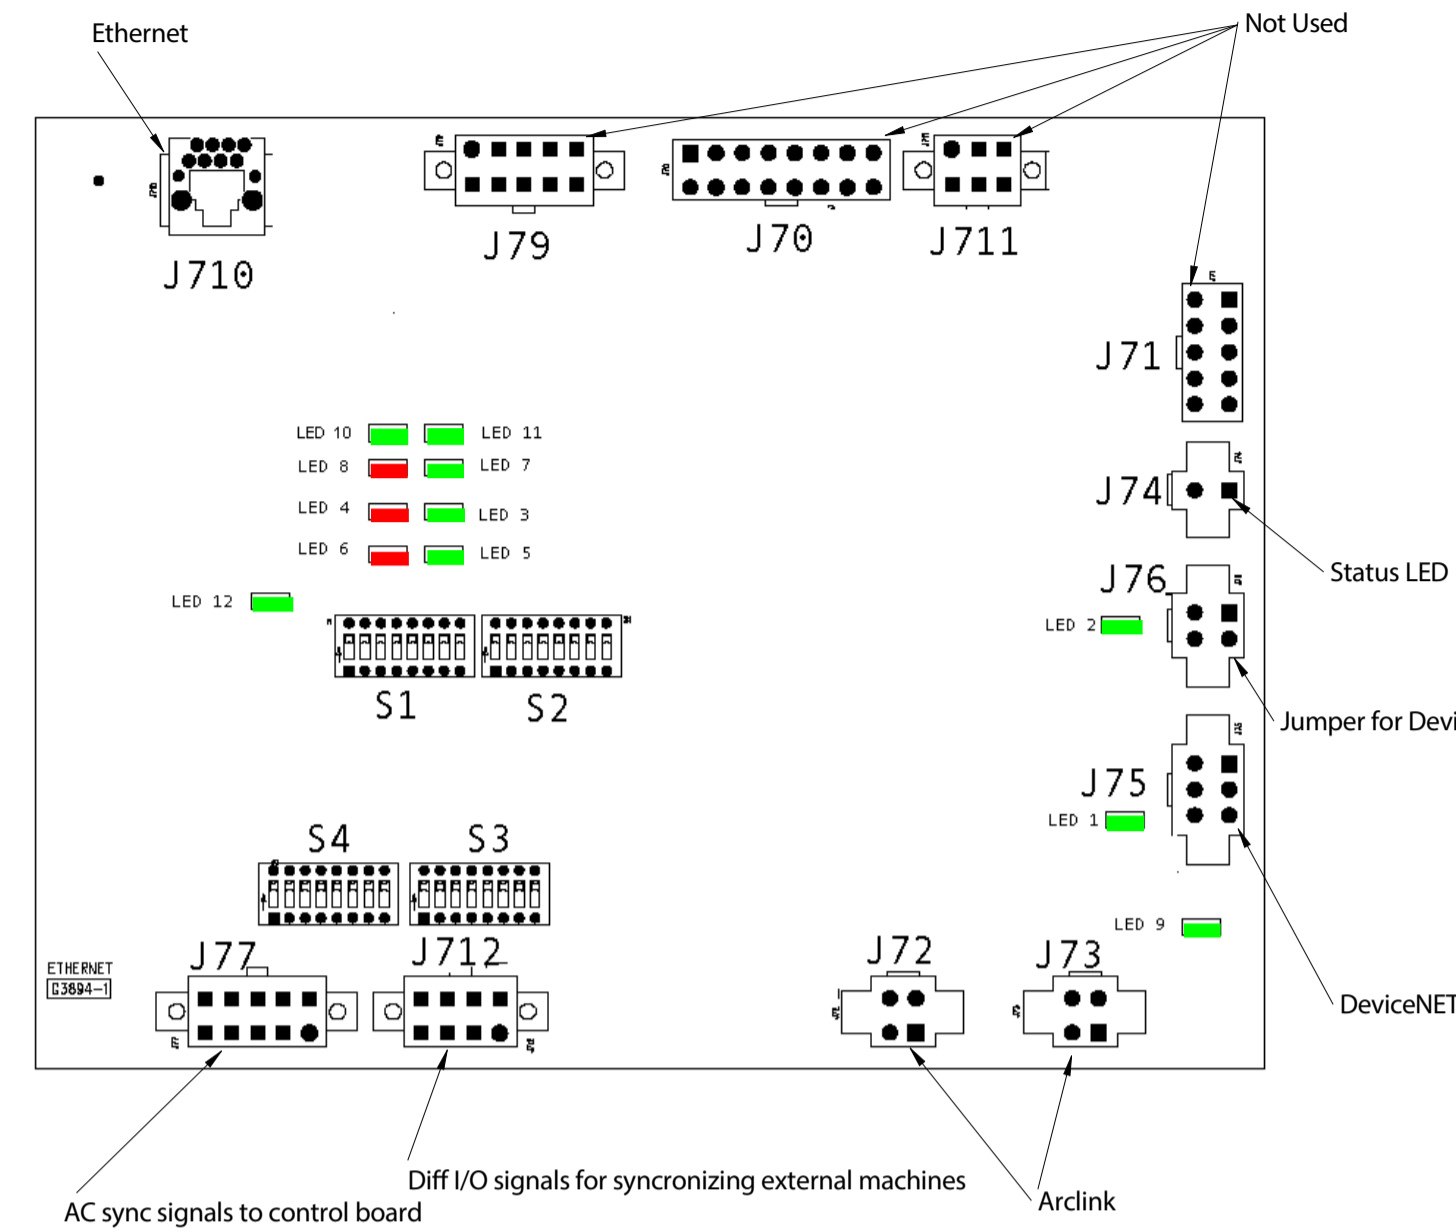 Not Used
Ethernet
J79
J70
J711
J710
J71
LED 10
LED 11
LED 8
LED 7
J74
LED 4
LED 3
LED 6
LED 5
Status LED
J76
LED 12
LED 2
S1
S2
Jumper for Devi
J75
LED 1
S4
S3
LED 9
J77
J712
J72
J73
ETHERNET
G3894-1
DeviceNET
Diff I/O signals for syncronizing external machines
Arclink
AC sync signals to control board